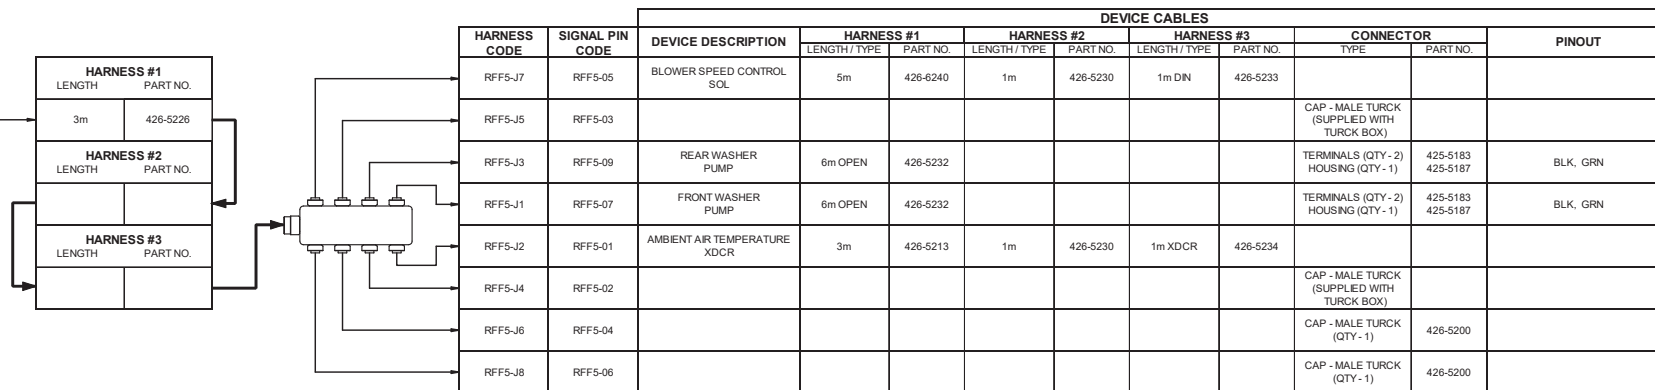 DEVICE CABLES
HARNESS CODE SIGNAL PIN CODE DEVICE DESCRIPTION HARNESS #1 HARNESS #2 HARNESS #3 CONNECTOR PINOUT
LENGTH / TYPE PART NO. LENGTH / TYPE PART NO. LENGTH / TYPE PART NO. TYPE PART NO.
HARNESS #1
LENGTH PART NO.
3m 426-5226
HARNESS #2
LENGTH PART NO.
HARNESS #3
LENGTH PART NO.
RFF5-J7 RFF5-05 BLOWER SPEED CONTROL SOL 5m 426-6240 1m 426-5230 1m DIN 426-5233
RFF5-J5 RFF5-03 CAP - MALE TURCK (SUPPLIED WITH TURCK BOX)
RFF5-J3 RFF5-09 REAR WASHER PUMP 6m OPEN 426-5232 TERMINALS (QTY - 2) HOUSING (QTY - 1) 425-5183 425-5187 BLK, GRN
RFF5-J1 RFF5-07 FRONT WASHER PUMP 6m OPEN 426-5232 TERMINALS (QTY - 2) HOUSING (QTY - 1) 425-5183 425-5187 BLK, GRN
RFF5-J2 RFF5-01 AMBIENT AIR TEMPERATURE XDCR 3m 426-5213 1m 426-5230 1m XDCR 426-5234
RFF5-J4 RFF5-02 CAP - MALE TURCK (SUPPLIED WITH TURCK BOX)
RFF5-J6 RFF5-04 CAP - MALE TURCK (QTY - 1) 426-5200
RFF5-J8 RFF5-06 CAP - MALE TURCK (QTY - 1) 426-5200